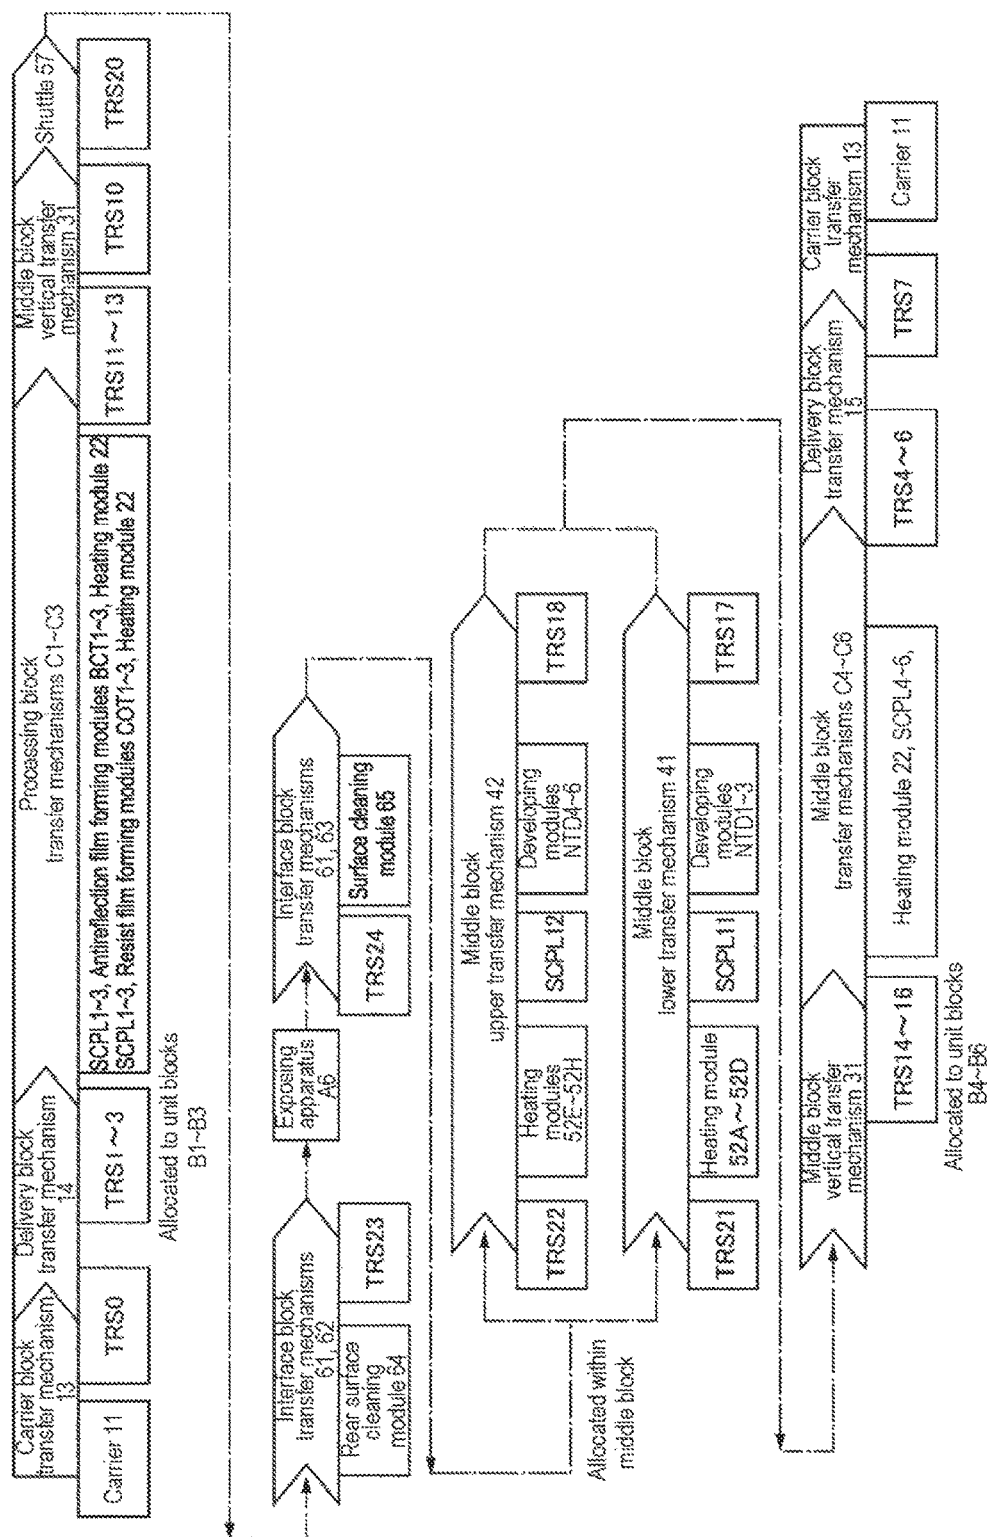 Carrier block
transfer mechanism
13
Delivery block
transfer mechanism
14
Processing block
transfer mechanisms C1~C3
Middle block
vertical transfer
mechanism 31
Shuttle 57
Carrier 11
TRS0
TRS1~3
SCPL1~3, Antireflection film forming modules BCT1~3, Heating module 22
SCPL1~3, Resist film forming modules COT1~3, Heating module 22
TRS11~13
TRS10
TRS20
Allocated to unit blocks
B1~B3
Interface block
transfer mechanisms
61, 62
Rear surface
cleaning
module 64
TRS23
Exposing
apparatus
A6
Interface block
transfer mechanisms
61, 63
TRS24
Surface cleaning
module 65
Allocated within
middle block
Middle block
upper transfer mechanism 42
TRS22
Heating
modules
52E~52H
SCPL12
Developing
modules
NTD4~6
TRS18
Middle block
lower transfer mechanism 41
TRS21
Heating module
52A~52D
SCPL11
Developing
modules
NTD1~3
TRS17
Middle block
vertical transfer
mechanism 31
Middle block
transfer mechanisms C4~C6
Delivery block
transfer mechanism
15
Carrier block
transfer
mechanism 13
TRS14~16
Heating module 22, SCPL4~6,
TRS4~6
TRS7
Carrier 11
Allocated to unit blocks
B4~B6